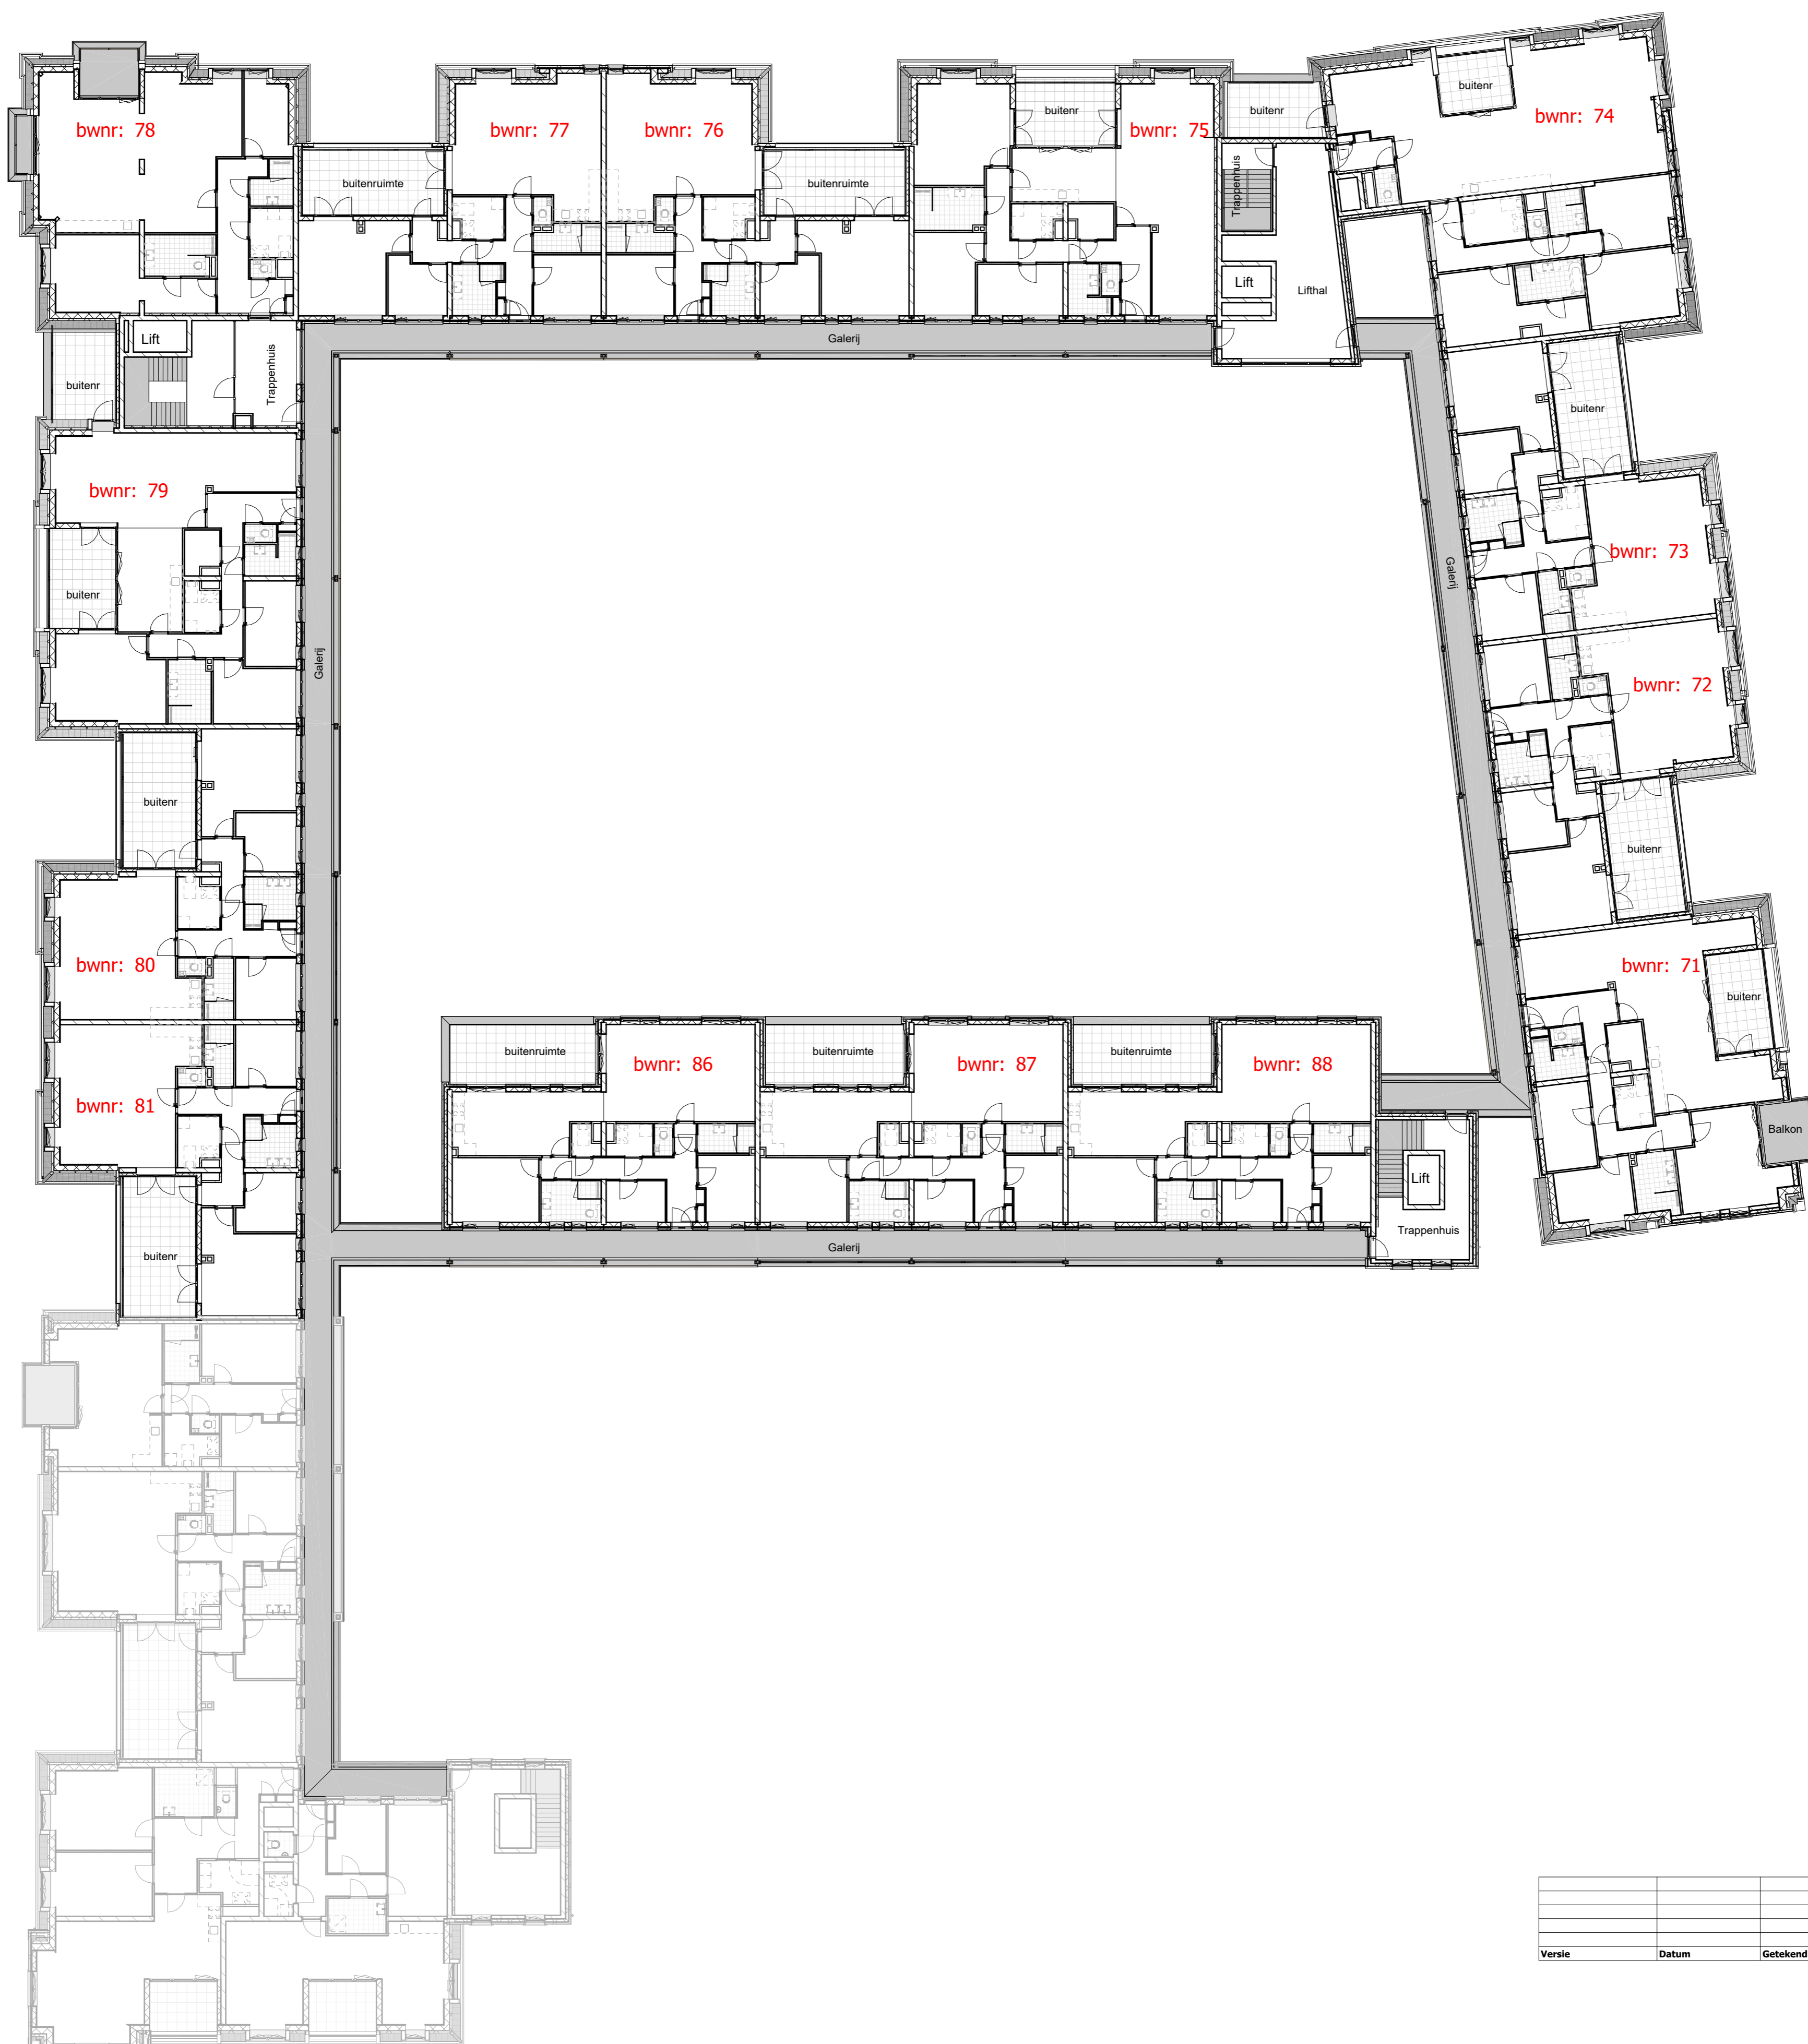 buitenr
bwnr: 74
buitenr
buitenr
bwnr: 78
bwnr: 77
bwnr: 76
bwnr: 75
buitenruimte
buitenruimte
Trappenhuis
Lift
Lifthal
Lift
Galerij
Trappenhuis
buitenr
buitenr
bwnr: 79
bwnr: 73
Galerij
buitenr
Galerij
bwnr: 72
buitenr
buitenr
bwnr: 80
bwnr: 71
buitenr
buitenruimte
bwnr: 86
buitenruimte
bwnr: 87
buitenruimte
bwnr: 88
bwnr: 81
Balkon
Lift
Trappenhuis
Galerij
buitenr
Versie Datum Getekend